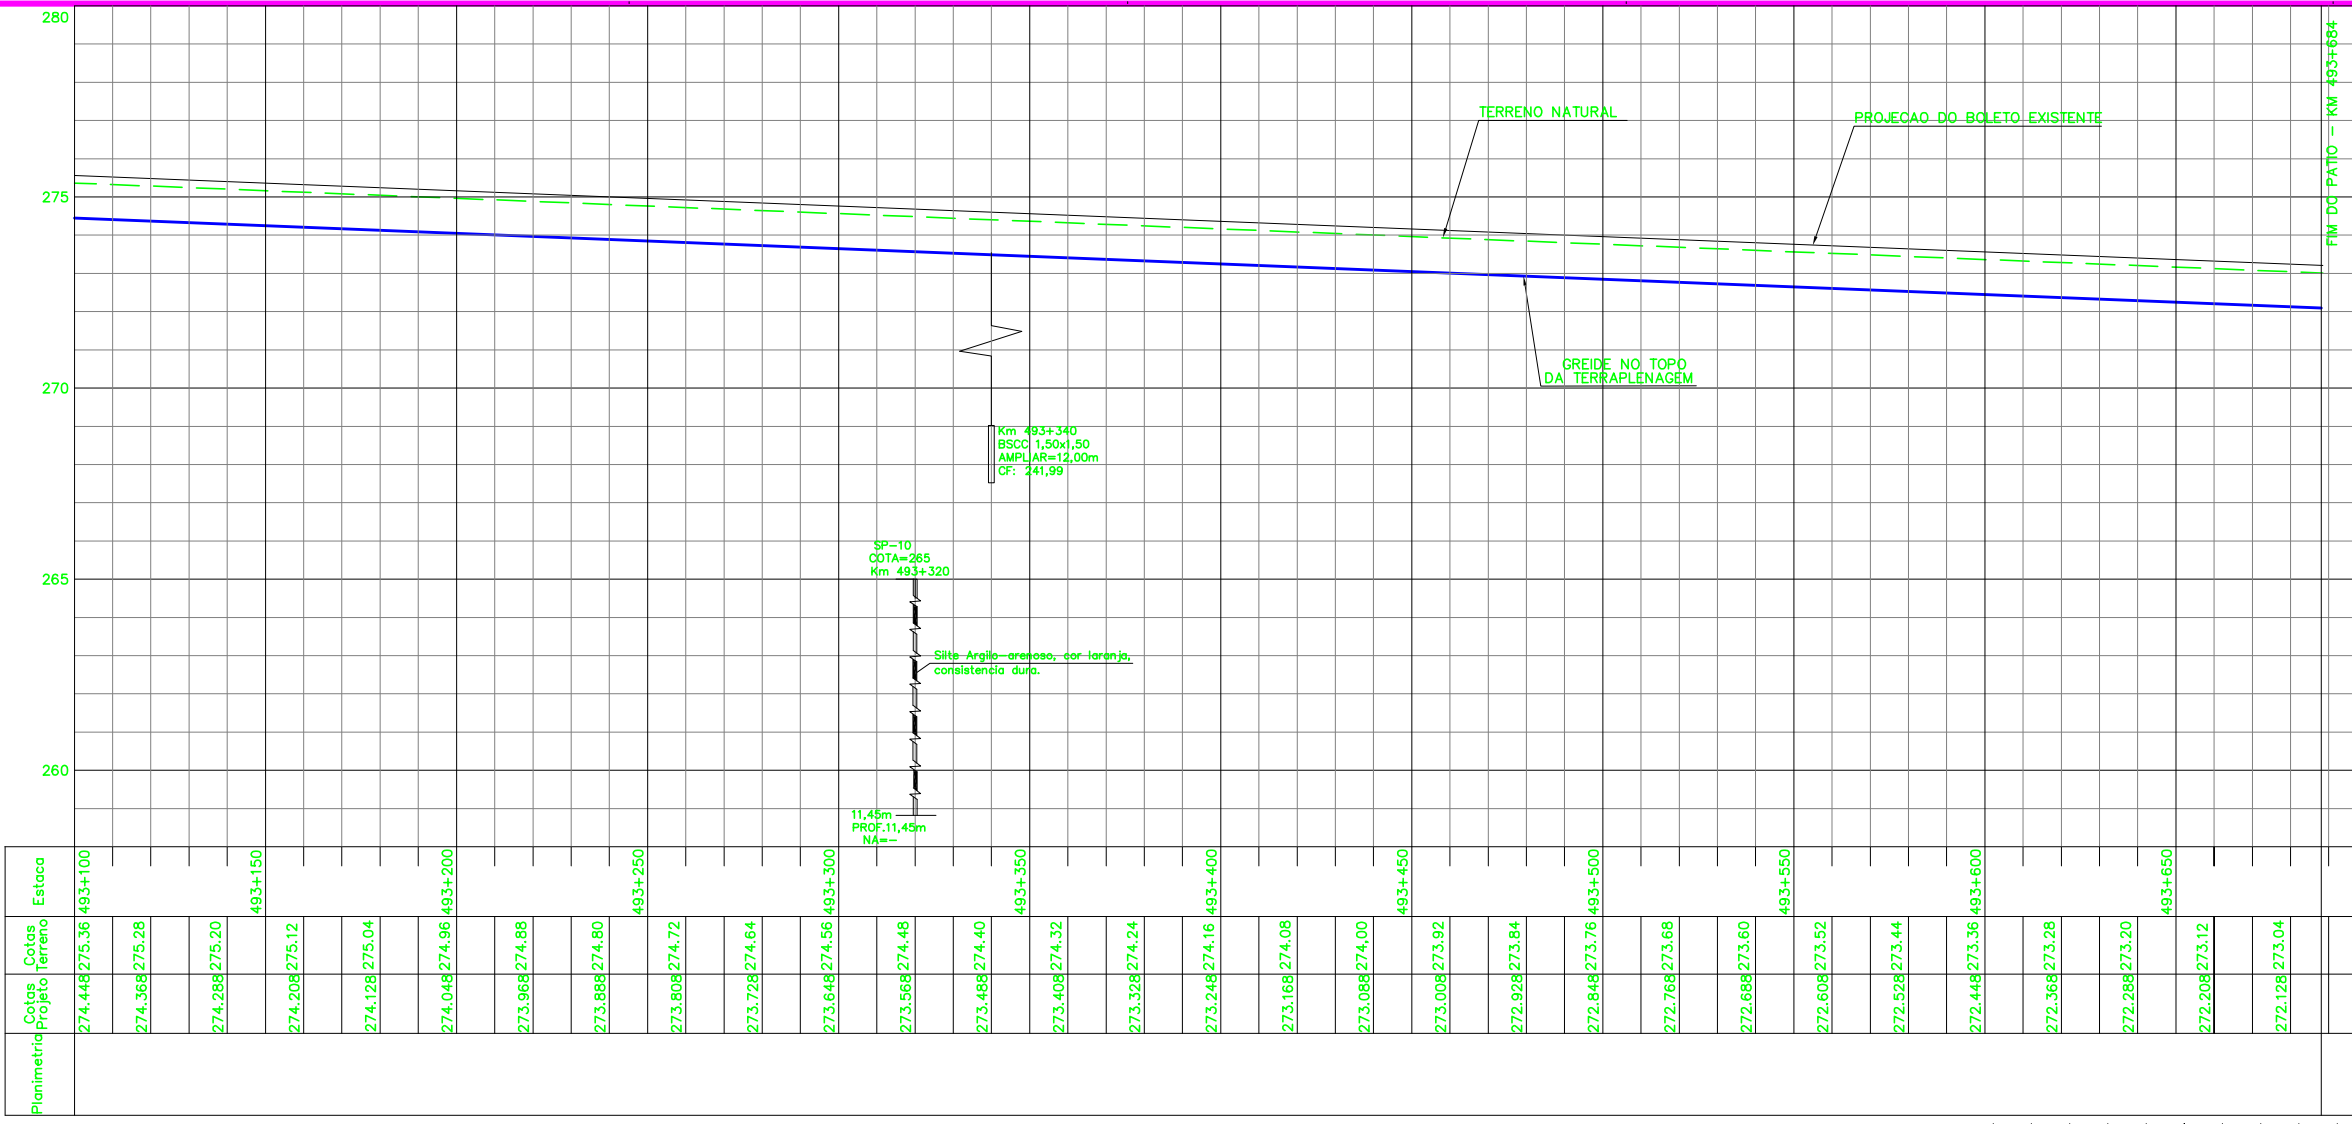 280
275
270
265
260
TERRENO NATURAL
PROJECAO DO BOLETO EXISTENTE
FIM DO PATIO - KM 493+684
GREIDE NO TOPO
DA TERRAPLENAGEM
Km 493+340
BSCC 1,50x1,50
AMPLIAR=12,00m
CF: 241,99
SP-10
COTA=265
Km 493+320
Silte Argilo-arenoso, cor laranja,
consistencia dura.
11,45m
PROF.11,45m
NA=-
Estaca
493+100 493+150 493+200 493+250 493+300 493+350 493+400 493+450 493+500 493+550 493+600 493+650
Cotas
Terreno
275.36 275.28 275.20 275.12 275.04 274.96 274.88 274.80 274.72 274.64 274.56 274.48 274.40 274.32 274.24 274.16 274.08 274,00 273.92 273.84 273.76 273.68 273.60 273.52 273.44 273.36 273.28 273.20 273.12 273.04
Cotas
Projeto
274.448 274.368 274.288 274.208 274.128 274.048 273.968 273.888 273.808 273.728 273.648 273.568 273.488 273.408 273.328 273.248 273.168 273.088 273.008 272.928 272.848 272.768 272.688 272.608 272.528 272.448 272.368 272.288 272.208 272.128
Planimetria